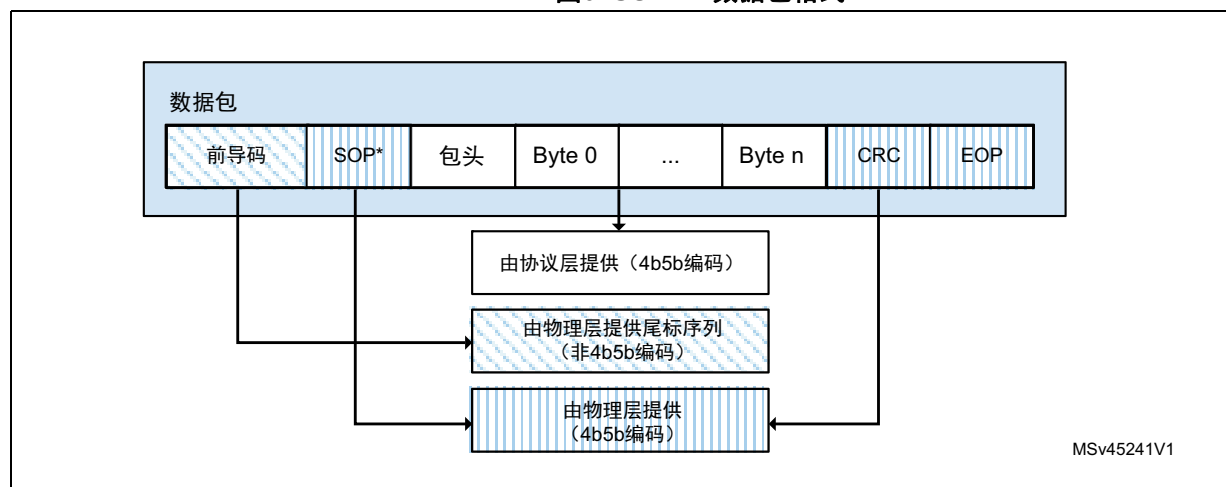 数据包
前导码 SOP* 包头 Byte 0 ... Byte n CRC EOP
由协议层提供（4b5b编码）
由物理层提供尾标序列
（非4b5b编码）
由物理层提供
（4b5b编码）
MSv45241V1